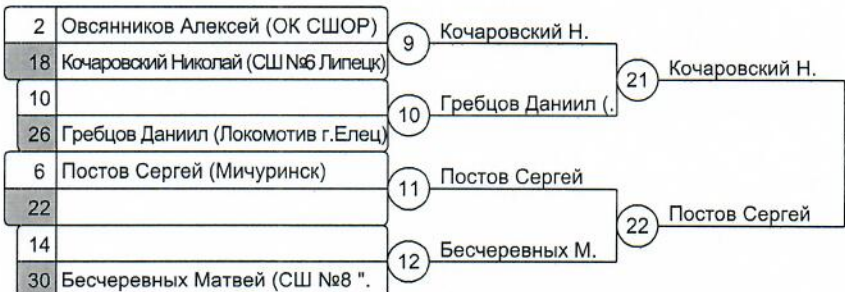 2 Овсянников Алексей (ОК СШОР)
18 Кочаровский Николай (СШ №6 Липецк)
9
Кочаровский Н.
10
26 Гребцов Даниил (Локомотив г.Елец)
10
Гребцов Даниил (.
21
Кочаровский Н.
6 Постов Сергей (Мичуринск)
22
11
Постов Сергей
14
30 Бесчеревных Матвей (СШ №8 ".
12
Бесчеревных М.
22
Постов Сергей